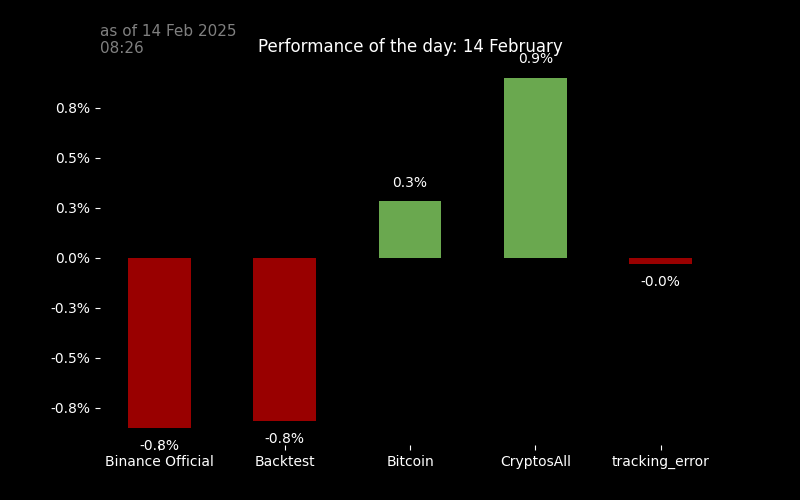 as of 14 Feb 2025
08:26
Performance of the day: 14 February
0.9%
0.8%
0.5%
0.3%
0.3%
0.0%
-0.0%
-0.3%
-0.5%
-0.8%
-0.8%
-0.8%
Binance Official
Backtest
Bitcoin
CryptosAll
tracking_error